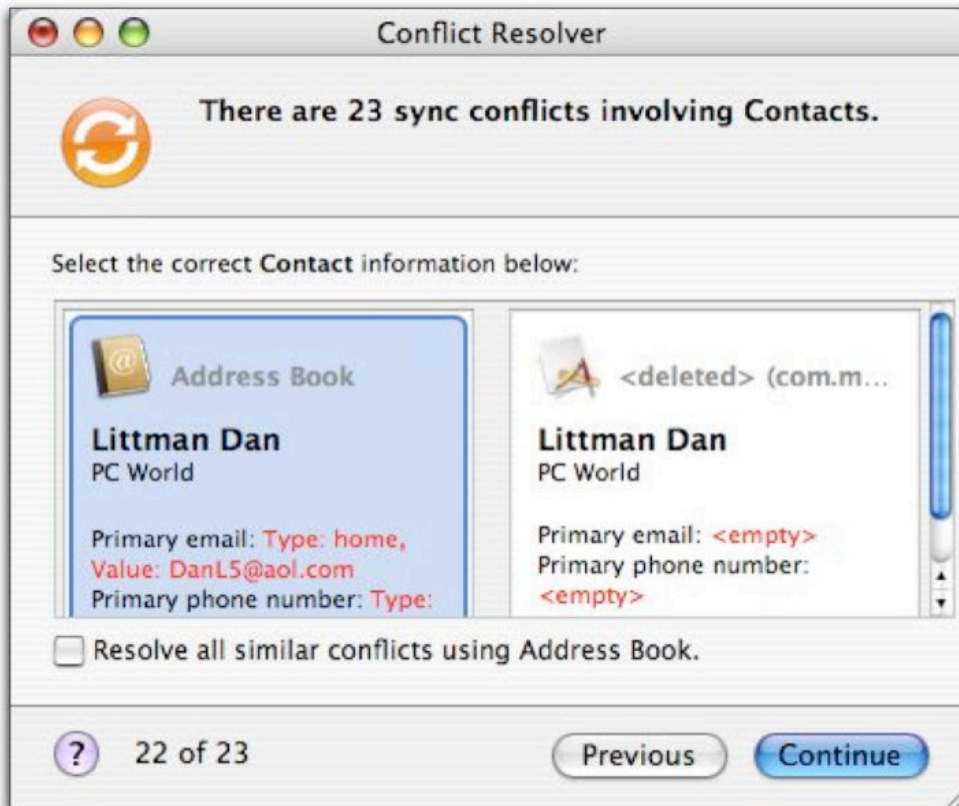 Conflict Resolver
There are 23 sync conflicts involving Contacts.
Select the correct Contact information below:
Address Book
Littman Dan
PC World
Primary email: Type: home,
Value: DanL5@aol.com
Primary phone number: Type:
<deleted> (com.m...
Littman Dan
PC World
Primary email: <empty>
Primary phone number:
<empty>
Resolve all similar conflicts using Address Book.
? 22 of 23
Previous
Continue